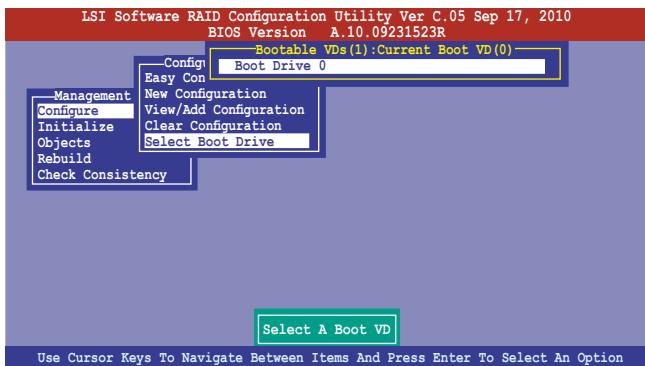 LSI Software RAID Configuration Utility Ver C.05 Sep 17, 2010
BIOS Version A.10.09231523R
Bootable VDs(1):Current Boot VD(0)
Boot Drive 0
Easy Con
New Configuration
View/Add Configuration
Clear Configuration
Select Boot Drive
Management
Configure
Initialize
Objects
Rebuild
Check Consistency
Select A Boot VD
Use Cursor Keys To Navigate Between Items And Press Enter To Select An Option